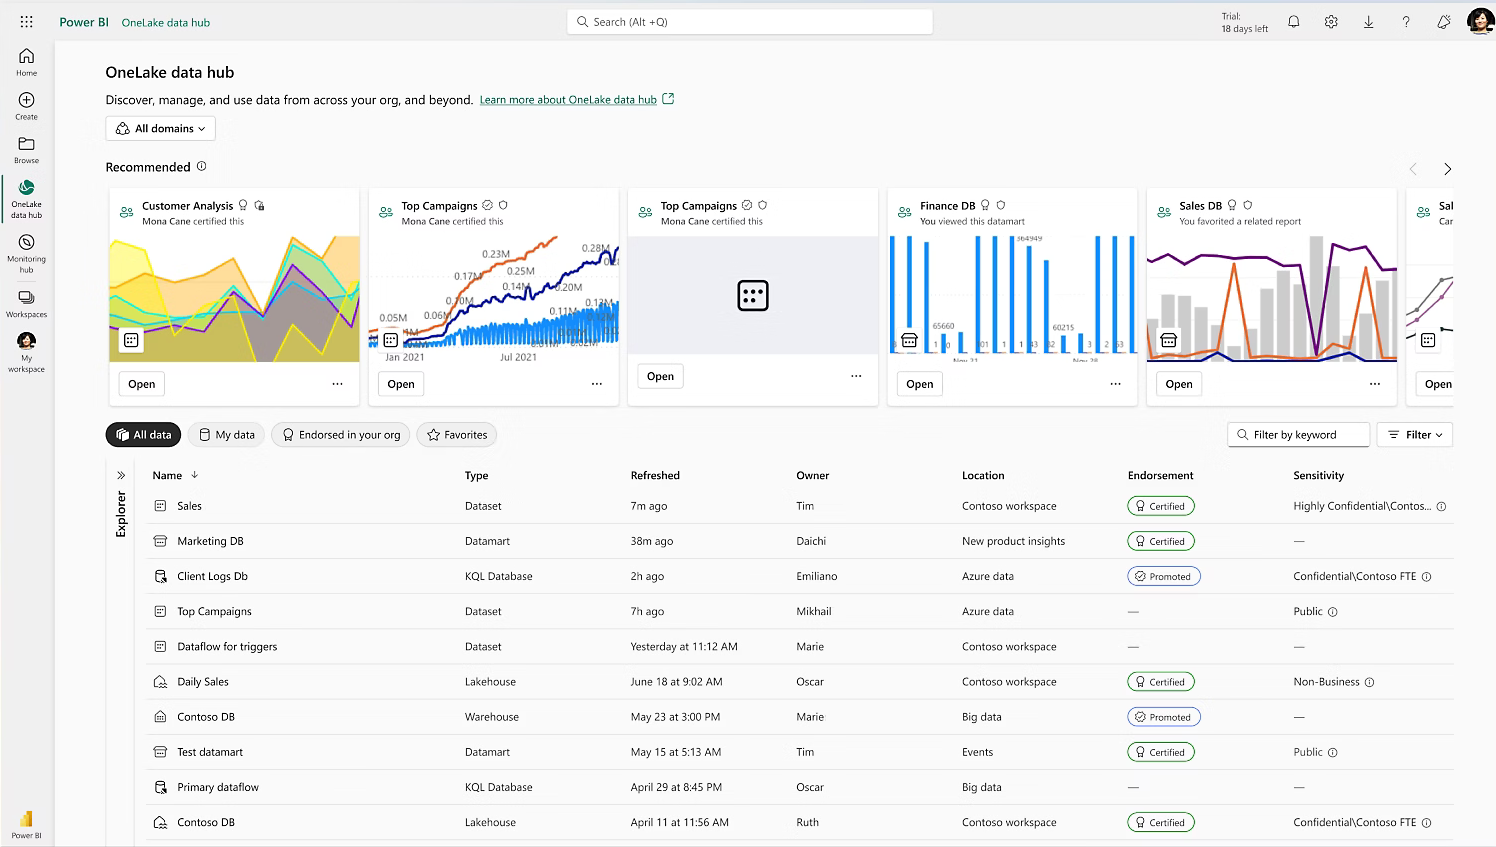 Power BI OneLake data hub
Search (Alt +Q)
Trial:
18 days left
Home
Create
Browse
OneLake
data hub
Monitoring
hub
Workspaces
My
workspace
Power BI
OneLake data hub
Discover, manage, and use data from across your org, and beyond. Learn more about OneLake data hub
All domains
Recommended
Customer Analysis
Mona Cane certified this
Open
Top Campaigns
Mona Cane certified this
0.28M
0.23M
0.25M
0.17M
0.14M
0.20M
0.10M
0.11M
0.05M
0.06M
Jan 2021 Jul 2021
Open
Top Campaigns
Mona Cane certified this
Open
Finance DB
You viewed this datamart
364949
65660
60215
Open
Sales DB
You favorited a related report
Open
Sal
Car
Open
All data My data Endorsed in your org Favorites
Filter by keyword Filter
Explorer
Name Type Refreshed Owner Location Endorsement Sensitivity
Sales Dataset 7m ago Tim Contoso workspace Certified Highly Confidential\Contos...
Marketing DB Datamart 38m ago Daichi New product insights Certified —
Client Logs Db KQL Database 2h ago Emiliano Azure data Promoted Confidential\Contoso FTE
Top Campaigns Dataset 7h ago Mikhail Azure data — Public
Dataflow for triggers Dataset Yesterday at 11:12 AM Marie Contoso workspace — —
Daily Sales Lakehouse June 18 at 9:02 AM Oscar Contoso workspace Certified Non-Business
Contoso DB Warehouse May 23 at 3:00 PM Marie Big data Promoted —
Test datamart Datamart May 15 at 5:13 AM Tim Events Certified Public
Primary dataflow KQL Database April 29 at 8:45 PM Oscar Big data — —
Contoso DB Lakehouse April 11 at 11:56 AM Ruth Contoso workspace Certified Confidential\Contoso FTE